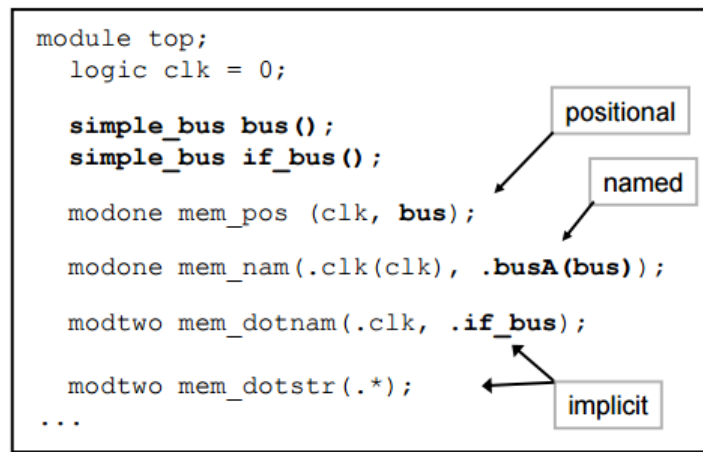 module top;
logic clk = 0;
simple_bus bus();
positional
simple_bus if_bus();
named
modone mem_pos (clk, bus);
modone mem_nam(.clk(clk), .busA(bus));
modtwo mem_dotnam(.clk, .if_bus);
modtwo mem_dotstr(.*);
implicit
...